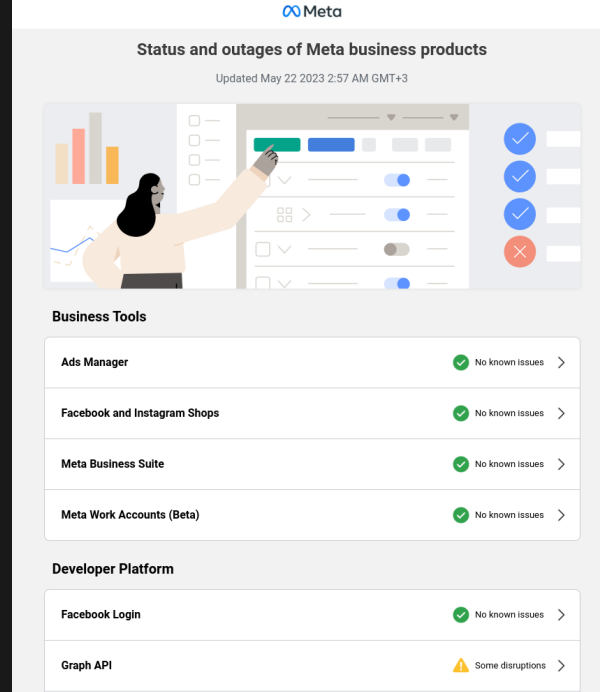 Meta
Status and outages of Meta business products
Updated May 22 2023 2:57 AM GMT+3
Business Tools
Ads Manager No known issues
Facebook and Instagram Shops No known issues
Meta Business Suite No known issues
Meta Work Accounts (Beta) No known issues
Developer Platform
Facebook Login No known issues
Graph API Some disruptions